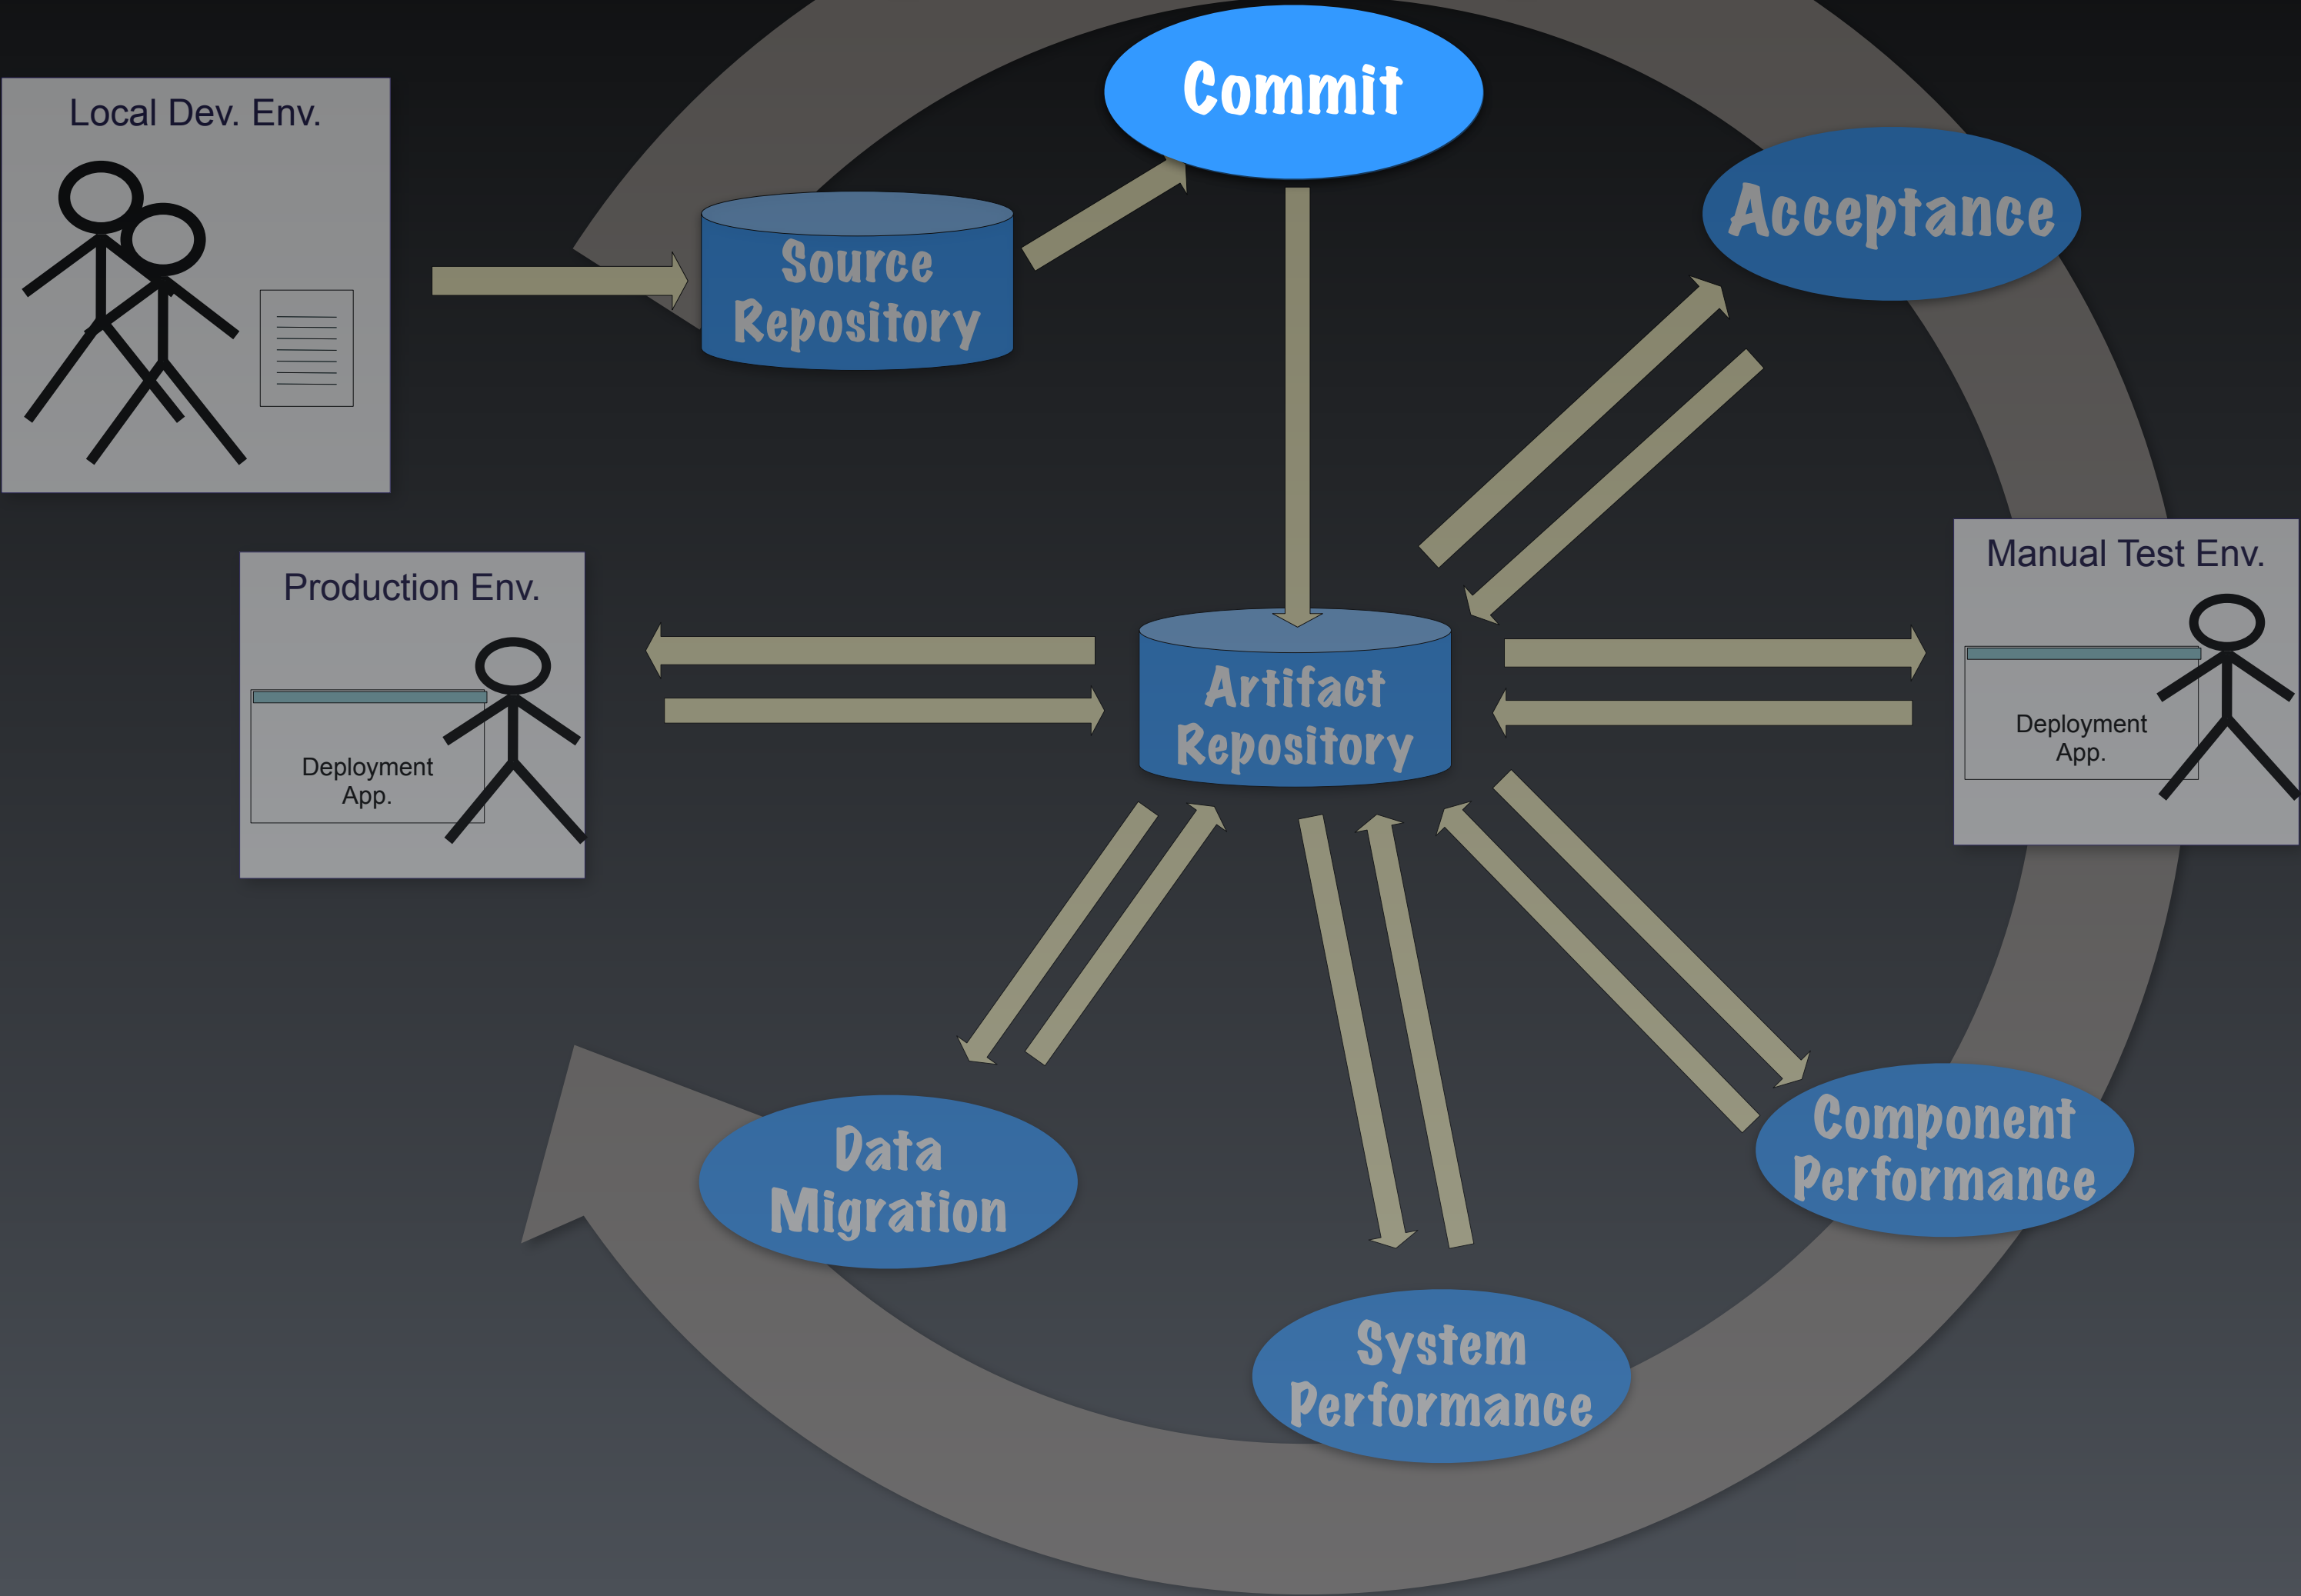 Commit
Local Dev. Env.
Acceptance
Source
Repository
Manual Test Env.
Production Env.
Artifact
Repository
Deployment
App.
Deployment
App.
Component
Performance
Data
Migration
System
Performance